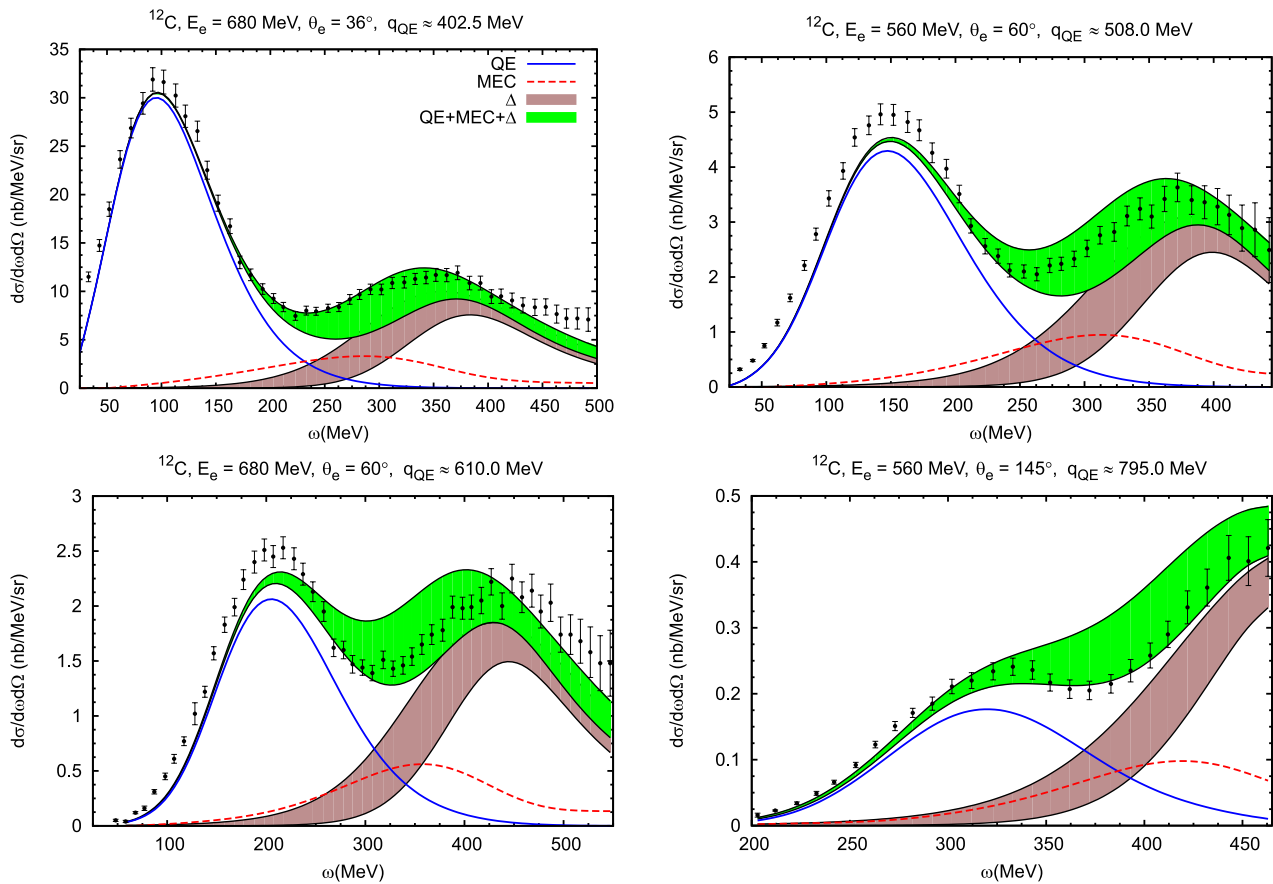 ¹²C, Eₑ = 680 MeV, θₑ = 36°, q_QE ≈ 402.5 MeV
dσ/dωdΩ (nb/MeV/sr)
35
30
25
20
15
10
5
0
QE
MEC
Δ
QE+MEC+Δ
50 100 150 200 250 300 350 400 450 500
ω(MeV)
¹²C, Eₑ = 560 MeV, θₑ = 60°, q_QE ≈ 508.0 MeV
dσ/dωdΩ (nb/MeV/sr)
6
5
4
3
2
1
0
50 100 150 200 250 300 350 400
ω(MeV)
¹²C, Eₑ = 680 MeV, θₑ = 60°, q_QE ≈ 610.0 MeV
dσ/dωdΩ (nb/MeV/sr)
3
2.5
2
1.5
1
0.5
0
100 200 300 400 500
ω(MeV)
¹²C, Eₑ = 560 MeV, θₑ = 145°, q_QE ≈ 795.0 MeV
dσ/dωdΩ (nb/MeV/sr)
0.5
0.4
0.3
0.2
0.1
0
200 250 300 350 400 450
ω(MeV)